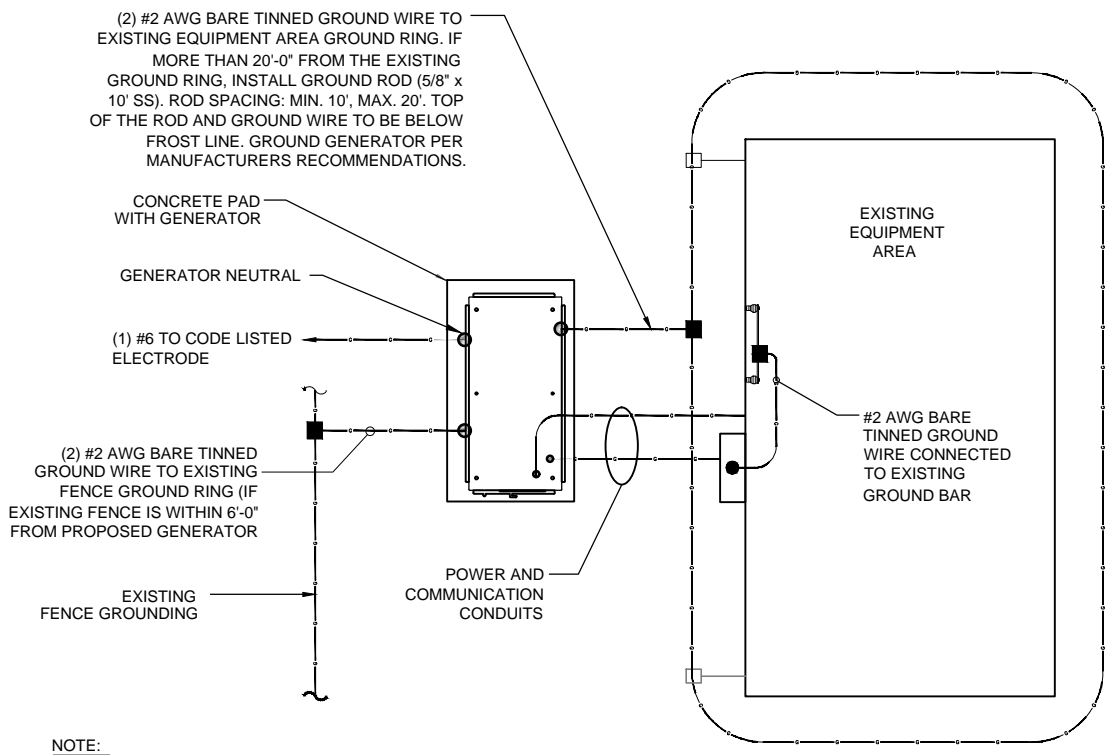 (2) #2 AWG BARE TINNED GROUND WIRE TO
EXISTING EQUIPMENT AREA GROUND RING. IF
MORE THAN 20'-0" FROM THE EXISTING
GROUND RING, INSTALL GROUND ROD (5/8" x
10' SS). ROD SPACING: MIN. 10', MAX. 20'. TOP
OF THE ROD AND GROUND WIRE TO BE BELOW
FROST LINE. GROUND GENERATOR PER
MANUFACTURERS RECOMMENDATIONS.
CONCRETE PAD
WITH GENERATOR
GENERATOR NEUTRAL
(1) #6 TO CODE LISTED
ELECTRODE
(2) #2 AWG BARE TINNED
GROUND WIRE TO EXISTING
FENCE GROUND RING (IF
EXISTING FENCE IS WITHIN 6'-0"
FROM PROPOSED GENERATOR
EXISTING
FENCE GROUNDING
POWER AND
COMMUNICATION
CONDUITS
EXISTING
EQUIPMENT
AREA
#2 AWG BARE
TINNED GROUND
WIRE CONNECTED
TO EXISTING
GROUND BAR
NOTE: